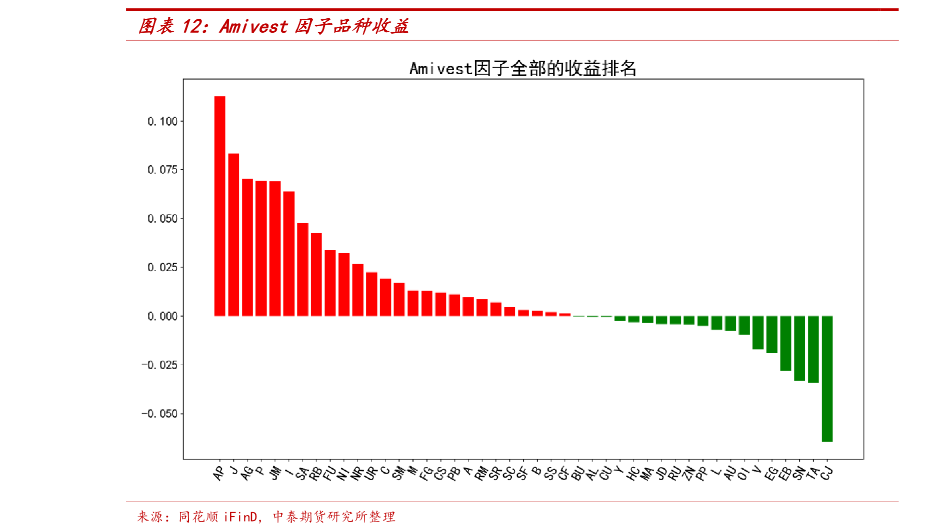 图表 12：Amivest 因子品种收益
Amivest因子全部的收益排名
0.100
0.075
0.050
0.025
0.000
-0.025
-0.050
AP J AG P JM I SA RB FU NI NR UR C SM M FG CS PB A RM SR SC SF B SS CF BU AL CU Y HC MA JD RU ZN PP L AU OI V EG EB SN TA CJ
来源：同花顺 iFinD，中泰期货研究所整理